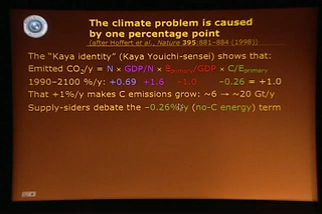 The climate problem is caused
by one percentage point
(after Hoffert et al., Nature 395:881-884 (1998))
The “Kaya identity” (Kaya Youichi-sensei) shows that:
Emitted CO2/y = N × GDP/N × Eprimary/GDP × C/Eprimary
1990–2100 %/y: +0.69 +1.6 -1.0 -0.26 = +1.0
That +1%/y makes C emissions grow: ~6 → ~20 Gt/y
Supply-siders debate the –0.26%/y (no-C energy) term